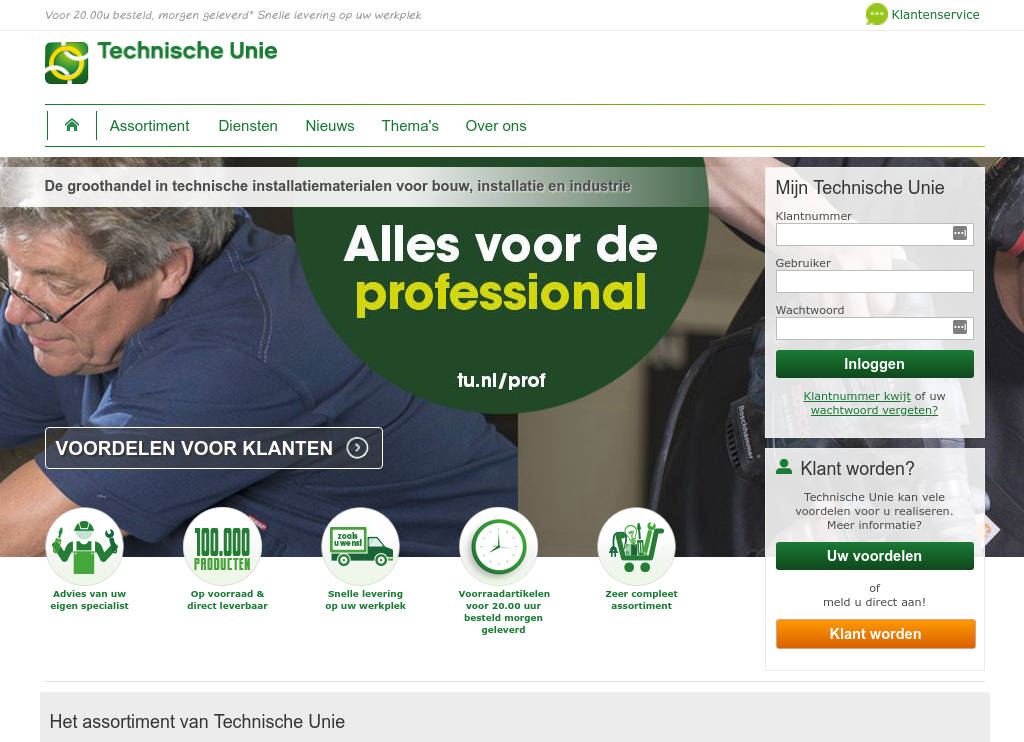 Voor 20.00u besteld, morgen geleverd* Snelle levering op uw werkplek
Klantenservice
Technische Unie
Assortiment
Diensten
Nieuws
Thema's
Over ons
De groothandel in technische installatiematerialen voor bouw, installatie en industrie
Alles voor de
professional
tu.nl/prof
VOORDELEN VOOR KLANTEN
Mijn Technische Unie
Klantnummer
Gebruiker
Wachtwoord
Inloggen
Klantnummer kwijt of uw
wachtwoord vergeten?
Klant worden?
Technische Unie kan vele
voordelen voor u realiseren.
Meer informatie?
Uw voordelen
of
meld u direct aan!
Klant worden
Advies van uw
eigen specialist
100.000
PRODUCTEN
Op voorraad &
direct leverbaar
zoals
u wenst
Snelle levering
op uw werkplek
Voorraadartikelen
voor 20.00 uur
besteld morgen
geleverd
Zeer compleet
assortiment
Het assortiment van Technische Unie